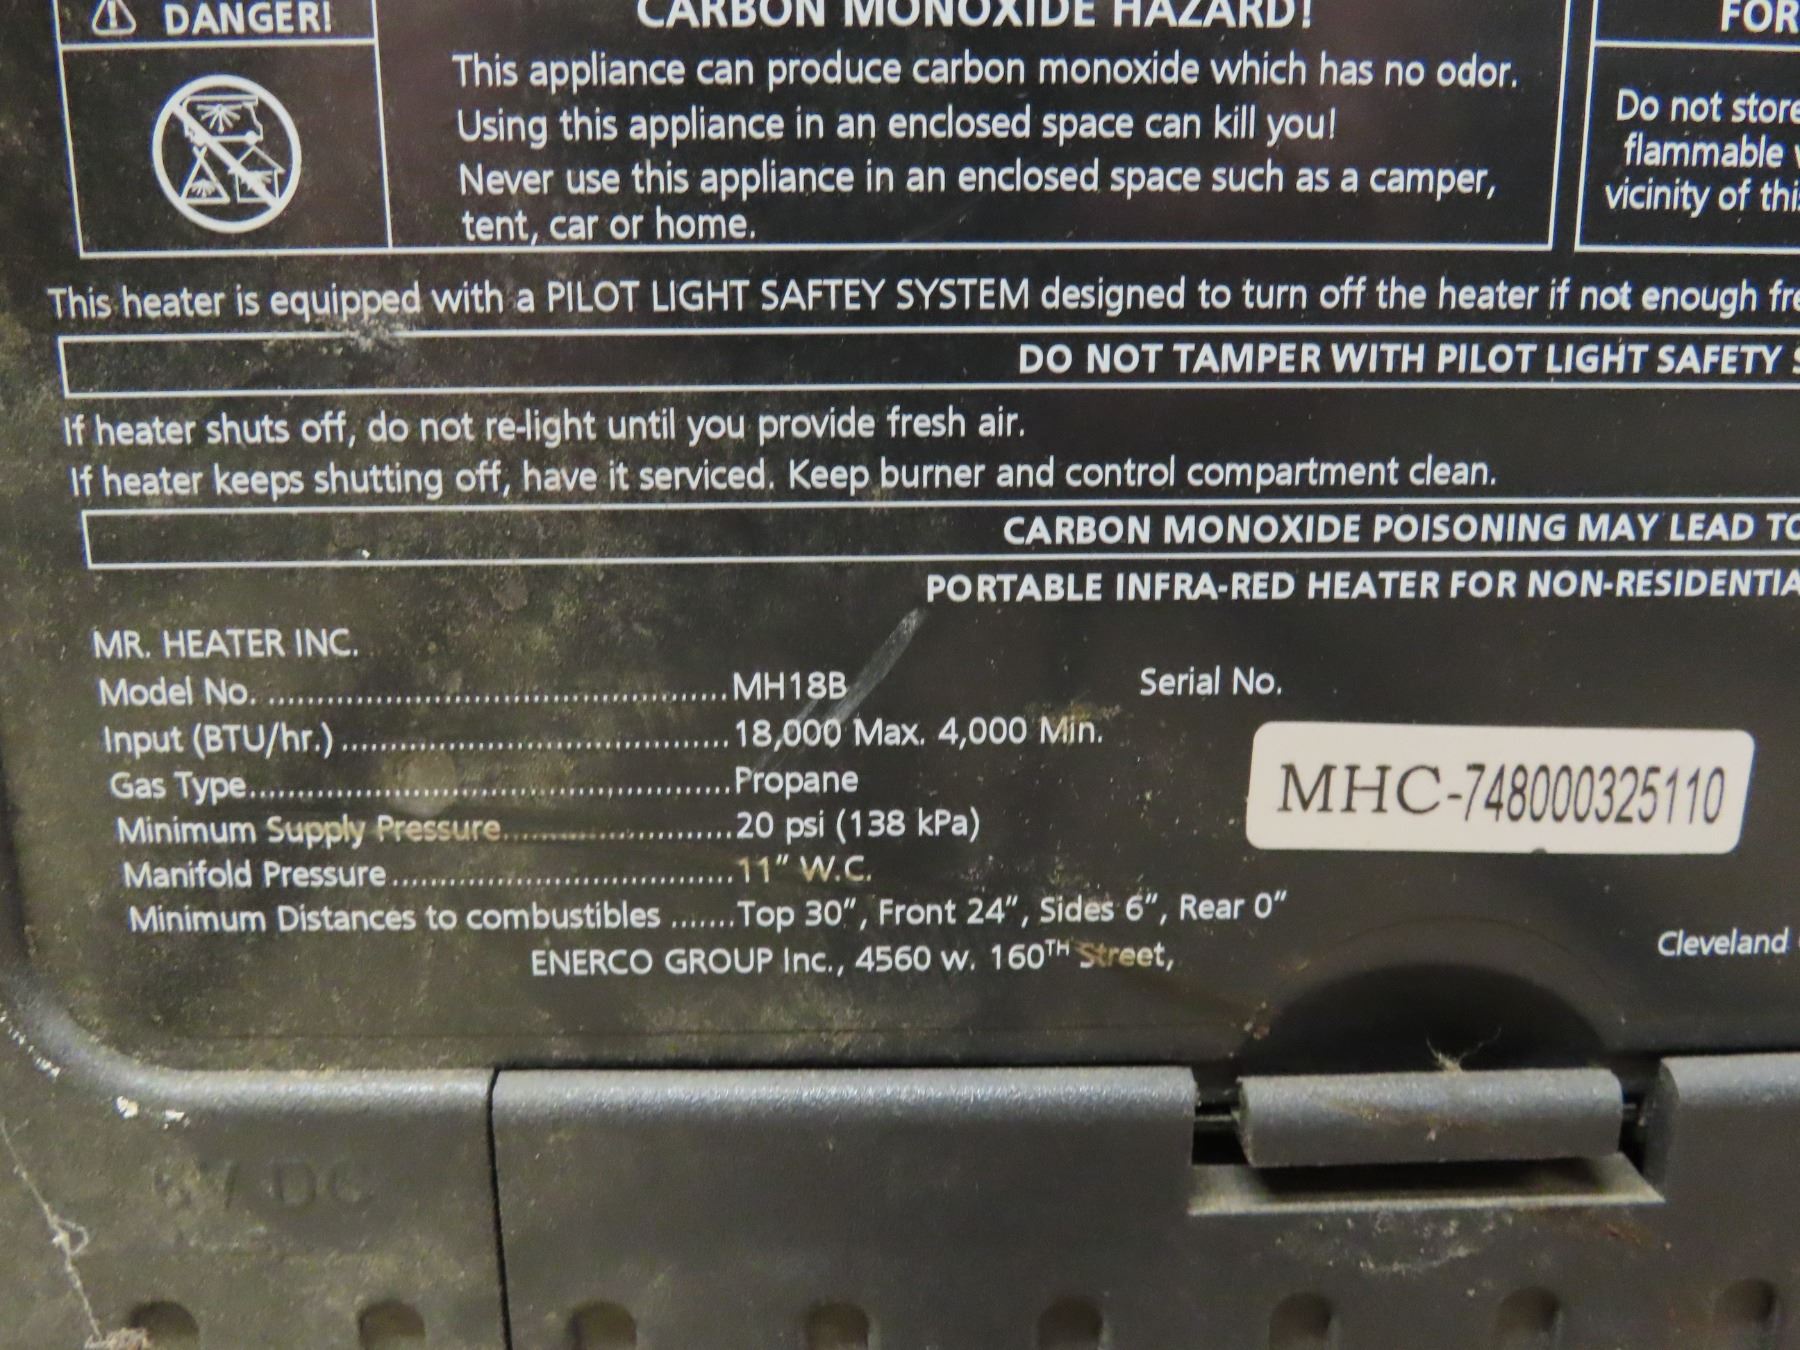 DANGER!
CARBON MONOXIDE HAZARD!
This appliance can produce carbon monoxide which has no odor.
Using this appliance in an enclosed space can kill you!
Never use this appliance in an enclosed space such as a camper,
tent, car or home.
FOR
Do not store
flammable
vicinity of this
This heater is equipped with a PILOT LIGHT SAFTEY SYSTEM designed to turn off the heater if not enough fre
DO NOT TAMPER WITH PILOT LIGHT SAFETY S
If heater shuts off, do not re-light until you provide fresh air.
If heater keeps shutting off, have it serviced. Keep burner and control compartment clean.
CARBON MONOXIDE POISONING MAY LEAD TO
PORTABLE INFRA-RED HEATER FOR NON-RESIDENTIA
MR. HEATER INC.
Model No. ................................................MH18B
Serial No.
Input (BTU/hr.) ........................................18,000 Max. 4,000 Min.
Gas Type..................................................Propane
MHC-748000325110
Minimum Supply Pressure........................20 psi (138 kPa)
Manifold Pressure....................................11" W.C.
Minimum Distances to combustibles .......Top 30", Front 24", Sides 6", Rear 0"
ENERCO GROUP Inc., 4560 w. 160TH Street,
Cleveland
6V DC